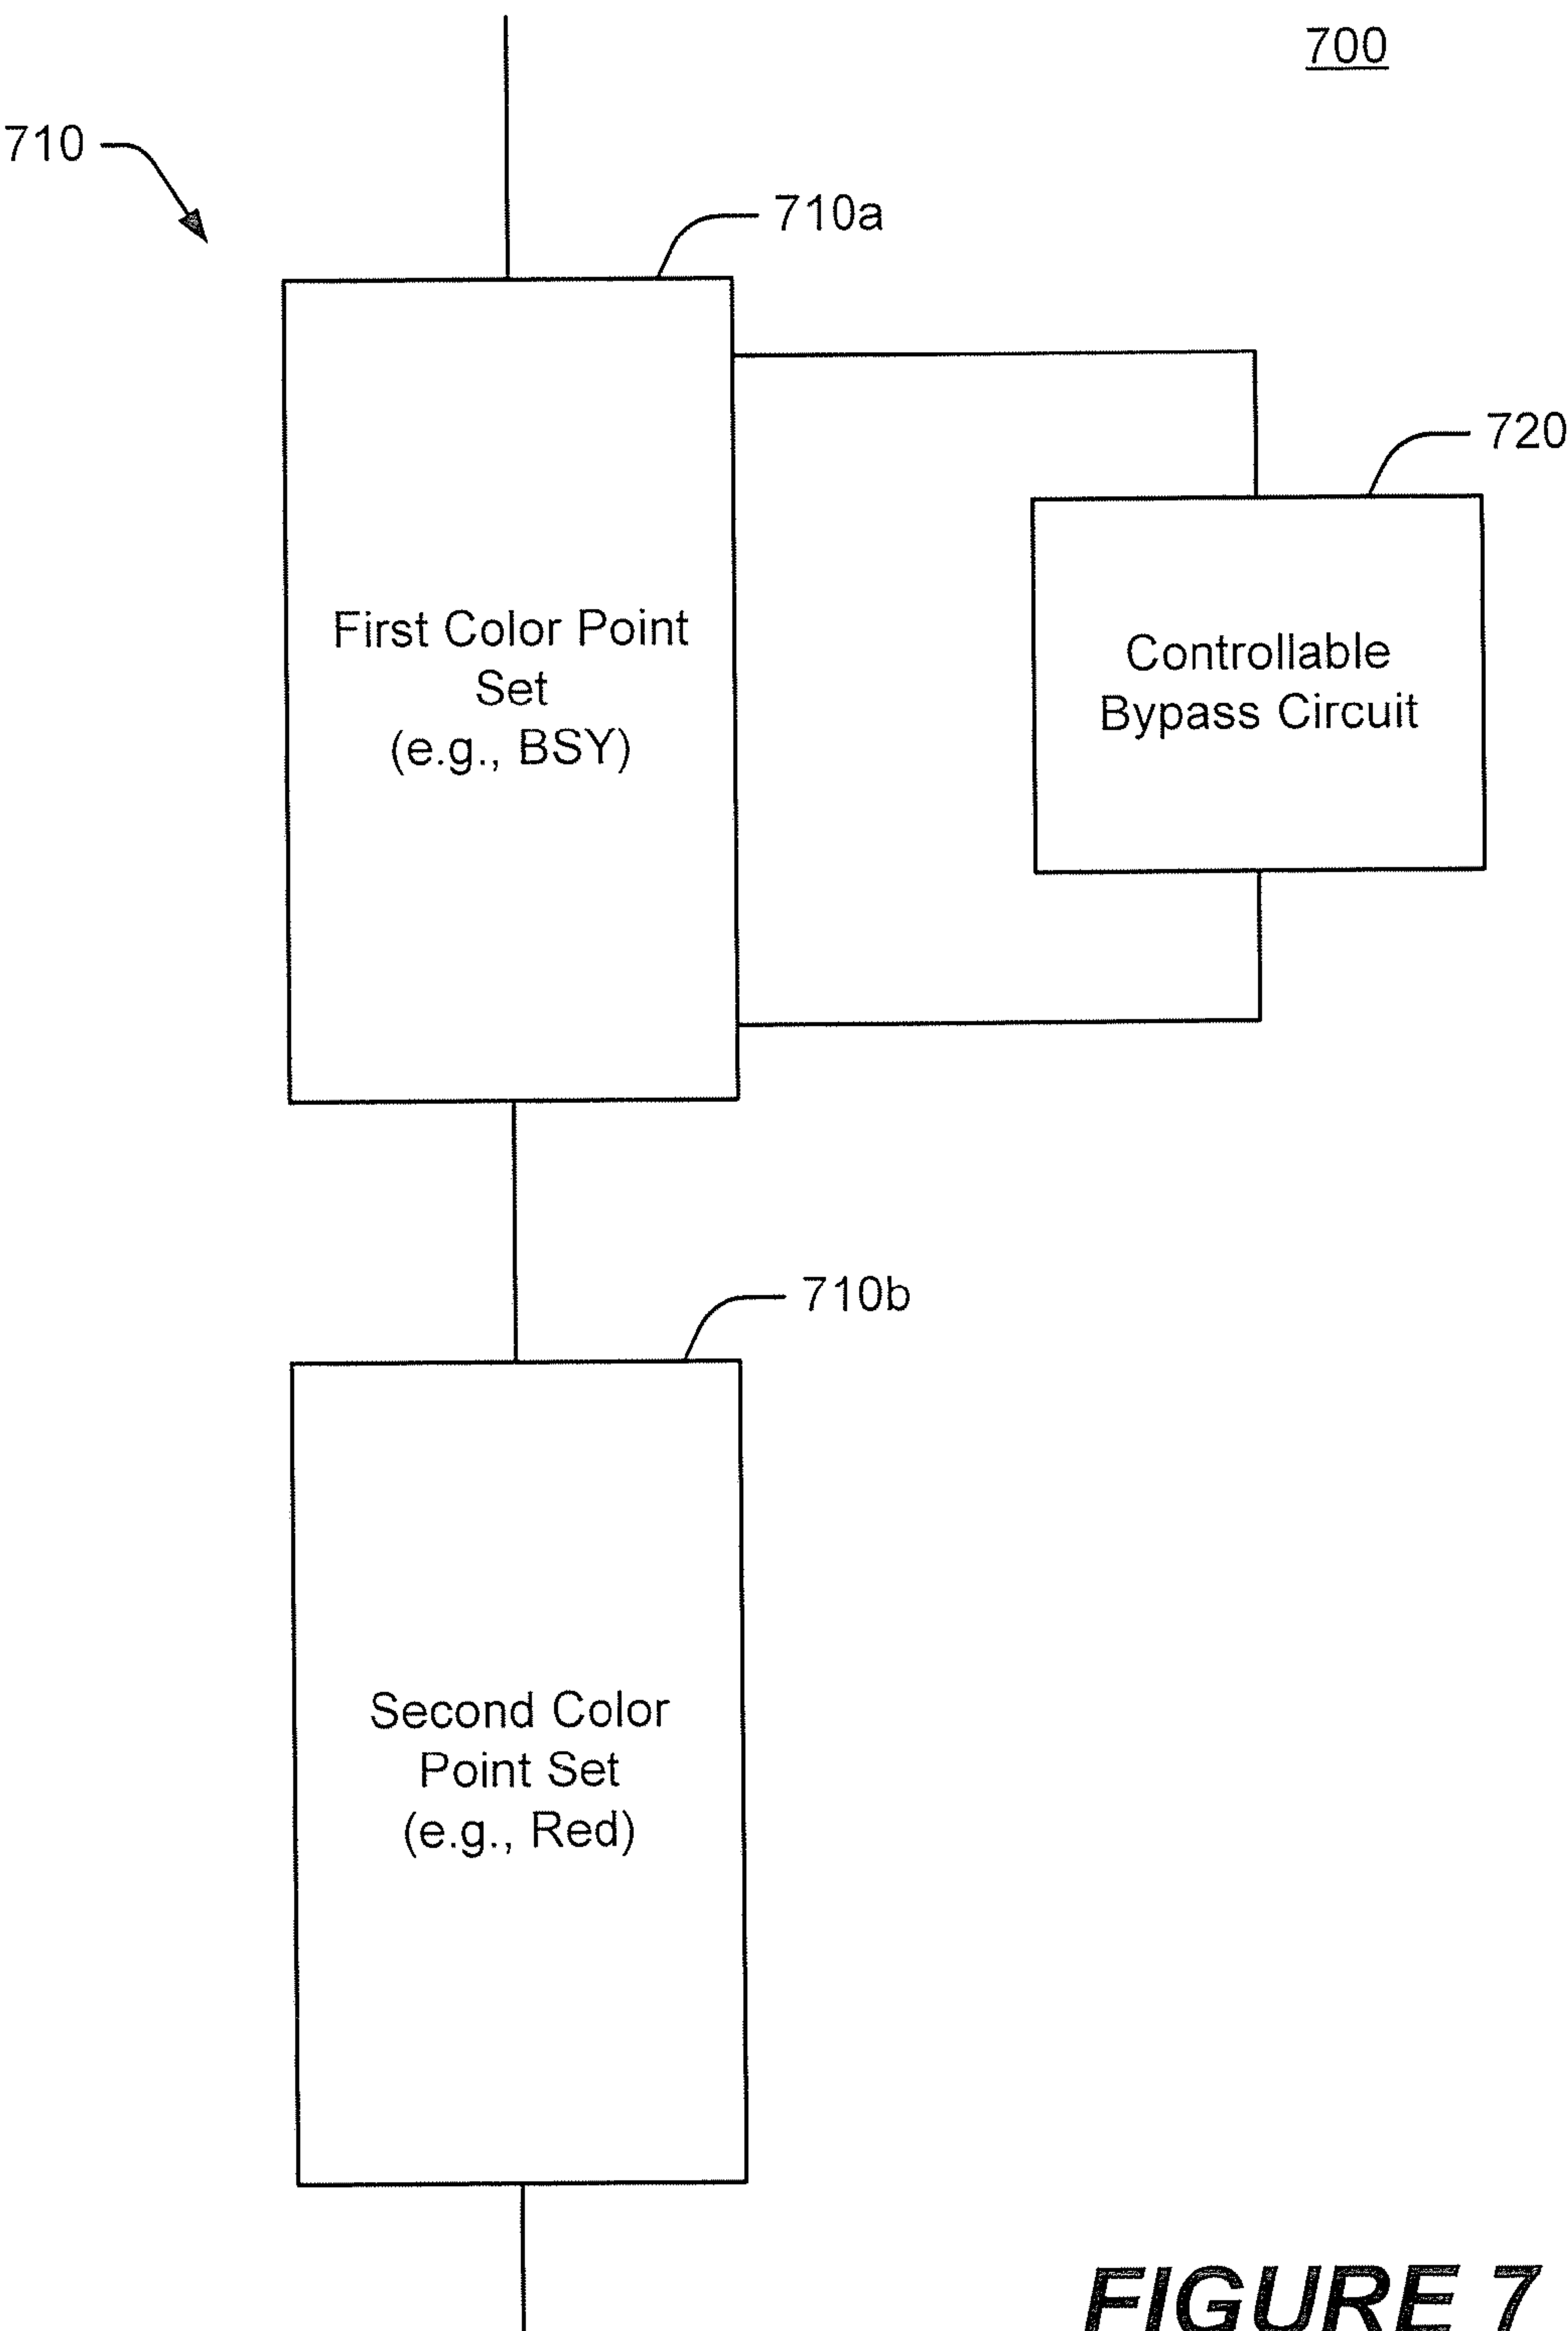 700
710
710a
First Color Point
Set
(e.g., BSY)
720
Controllable
Bypass Circuit
710b
Second Color
Point Set
(e.g., Red)
FIGURE 7